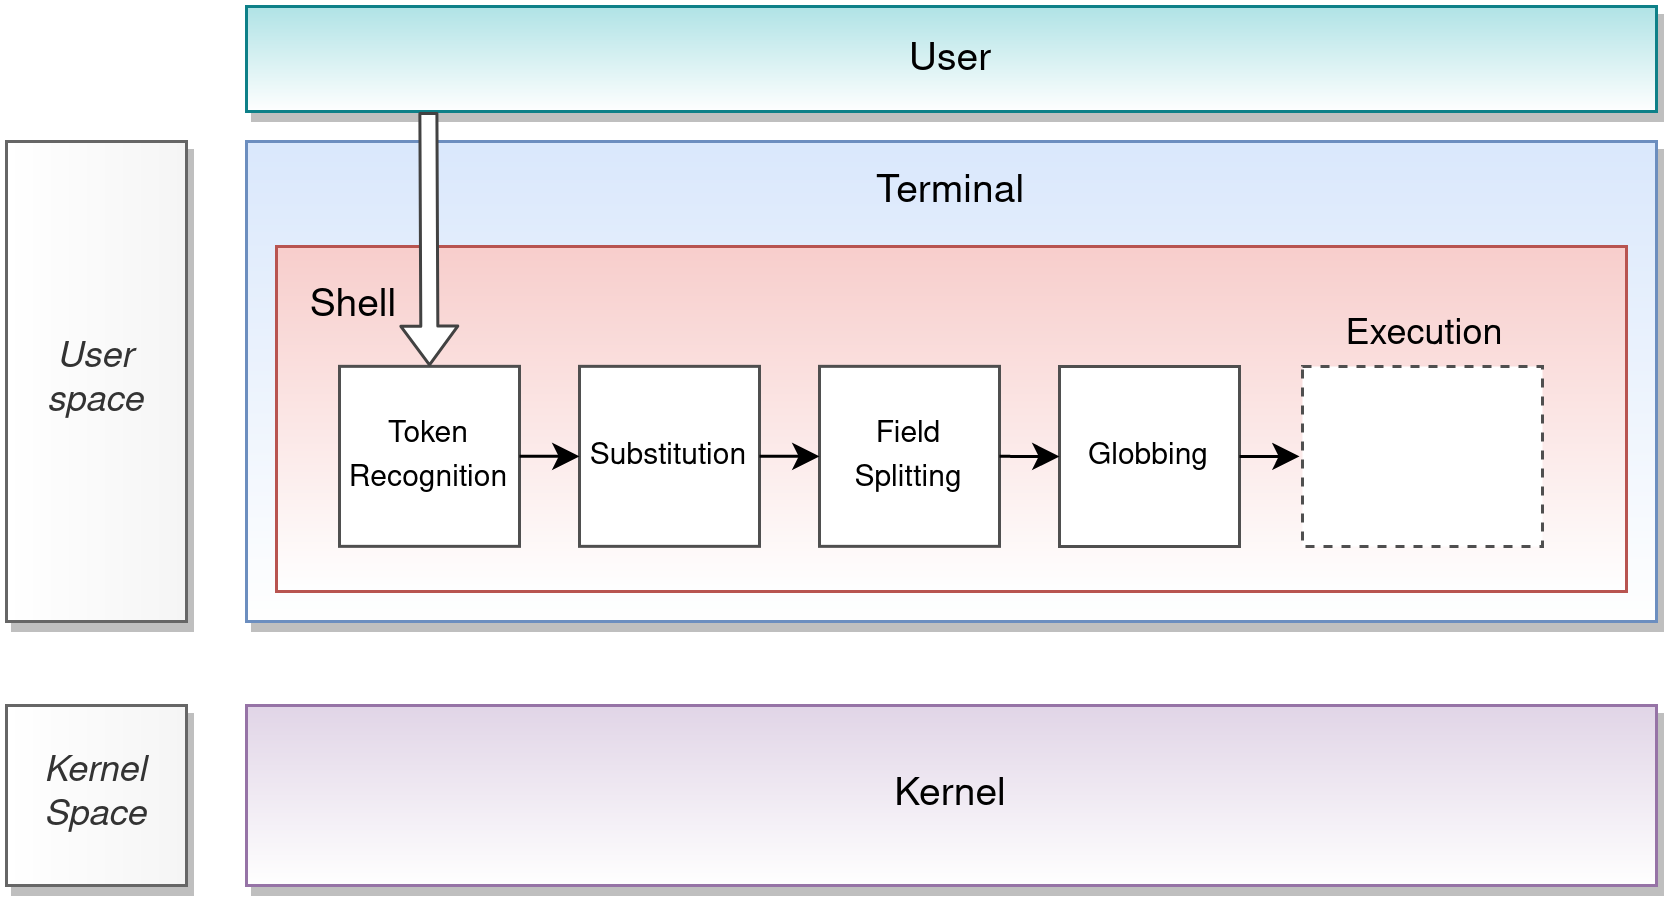 User
Terminal
Shell
Execution
User
space
Token
Recognition
Substitution
Field
Splitting
Globbing
Kernel
Space
Kernel